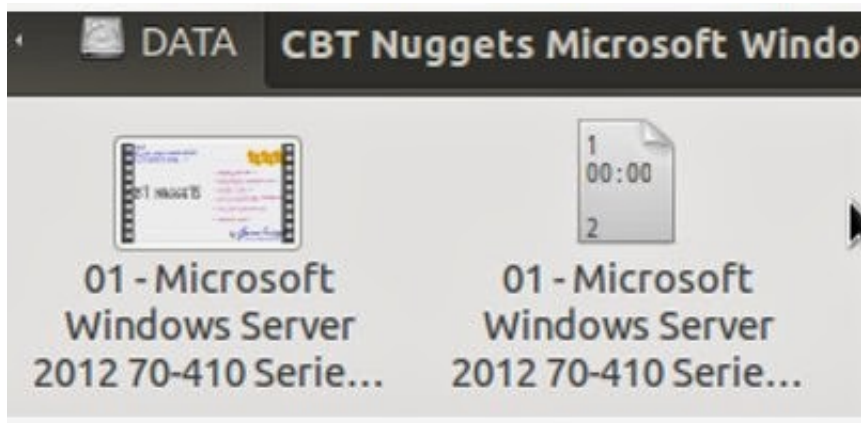 DATA
CBT Nuggets Microsoft Windo
01 - Microsoft
Windows Server
2012 70-410 Serie...
1
00:00
2
01 - Microsoft
Windows Server
2012 70-410 Serie...